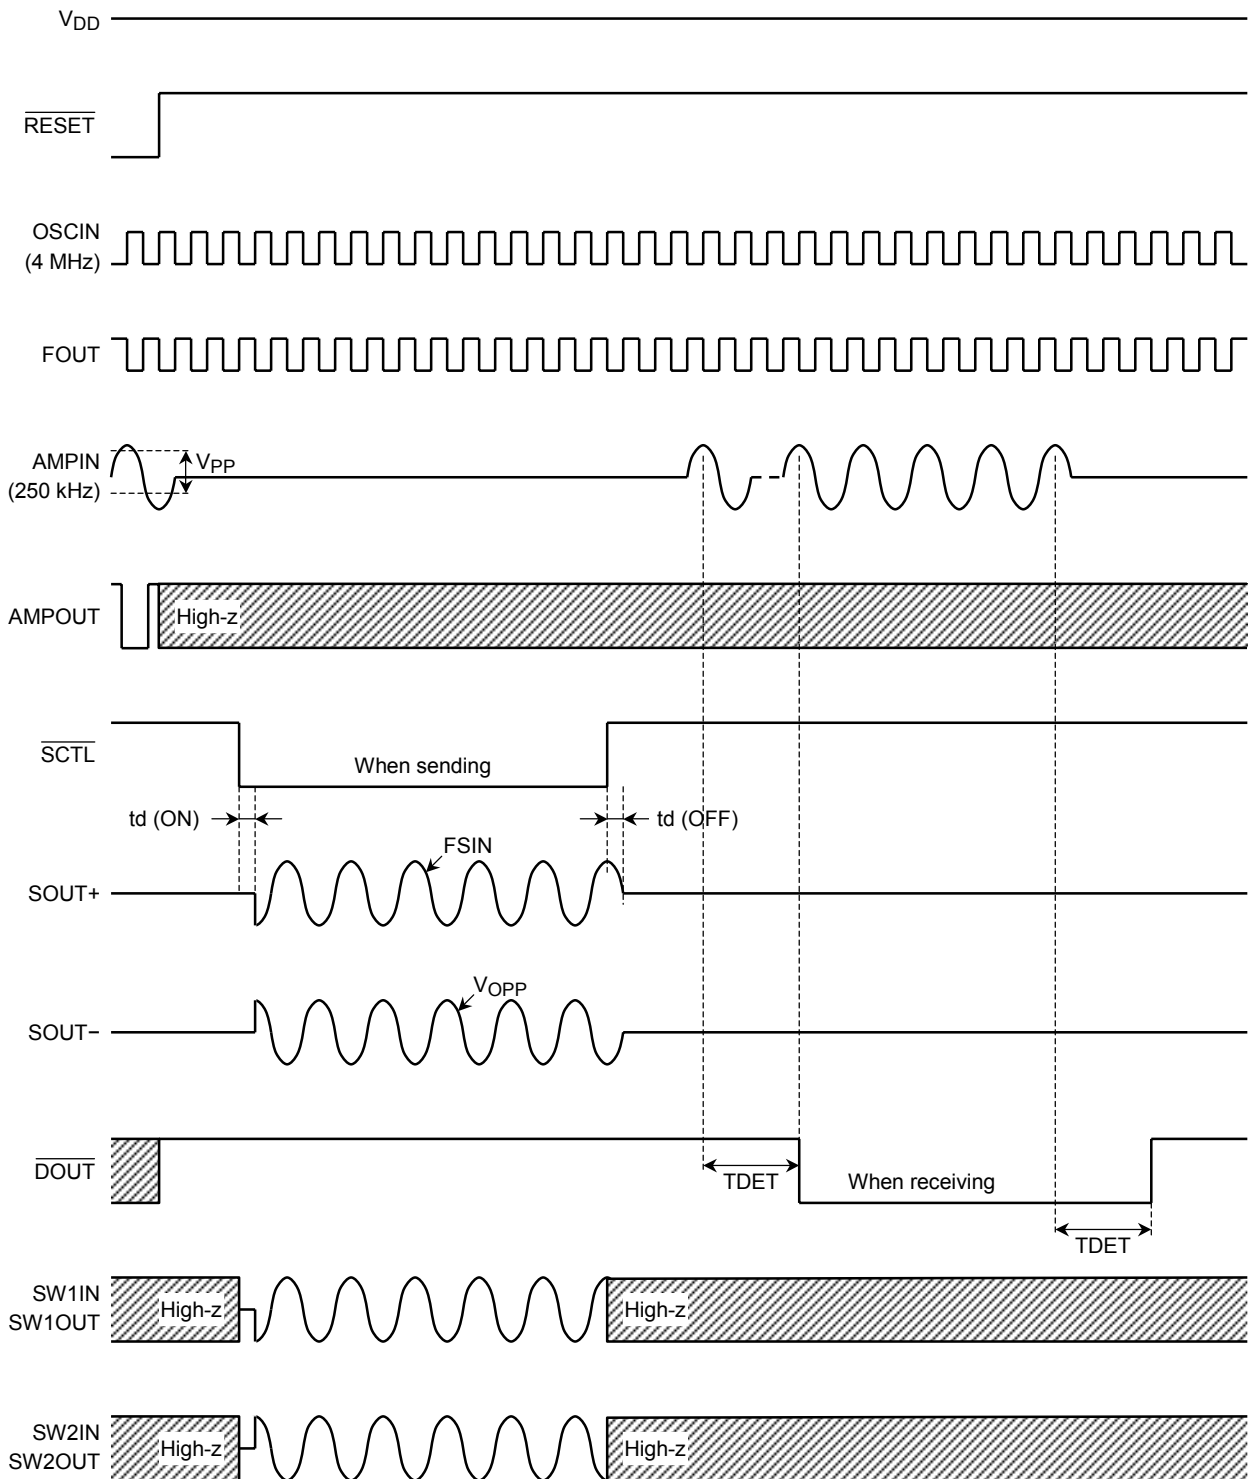 VDD
RESET
OSCIN
(4 MHz)
FOUT
AMPIN
(250 kHz)
VPP
AMPOUT
High-z
SCTL
When sending
td (ON)
td (OFF)
FSIN
SOUT+
VOPP
SOUT−
DOUT
TDET
When receiving
TDET
SW1IN
SW1OUT
High-z
High-z
SW2IN
SW2OUT
High-z
High-z